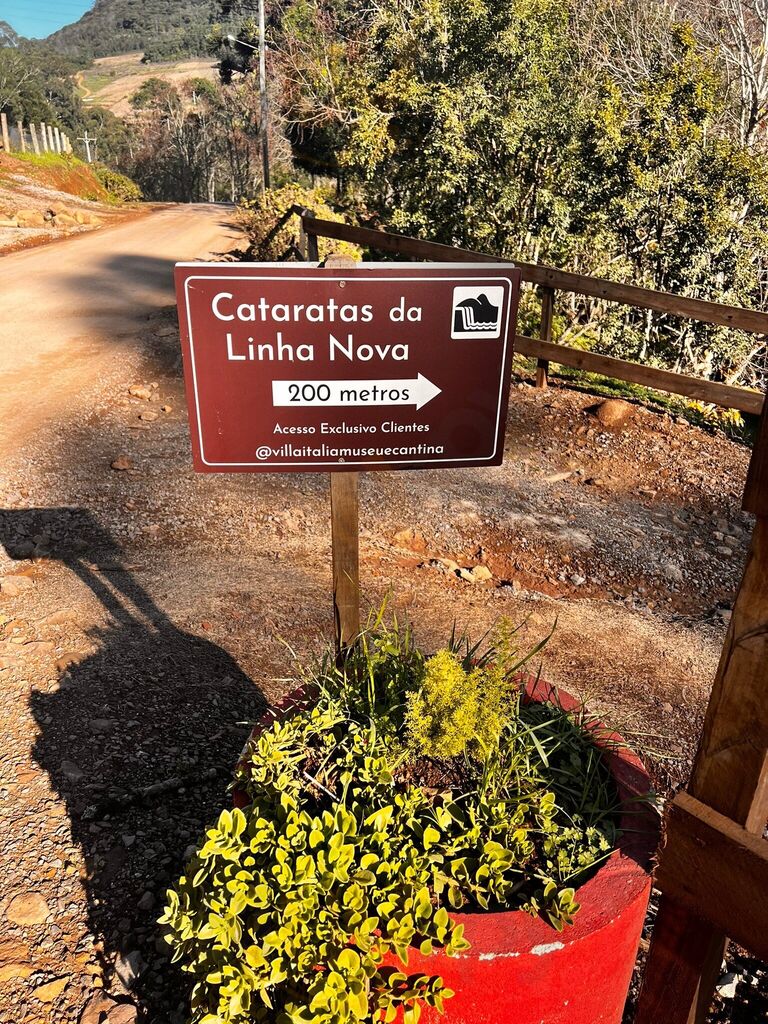 Cataratas da
Linha Nova
200 metros
Acesso Exclusivo Clientes
@villaitaliamuseuecantina